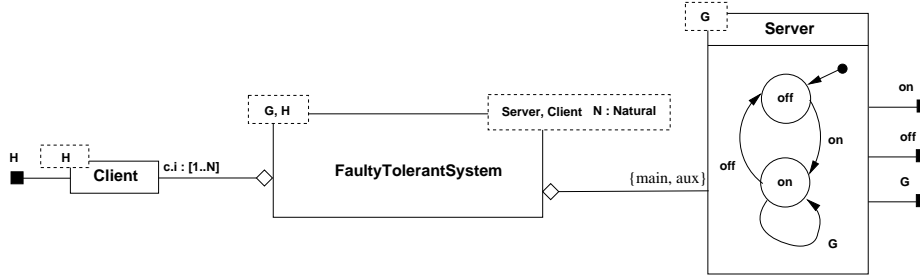 G
Server
on
off
Server, Client N : Natural
G, H
off
on
H
H
off
on
c.i : [1..N]
Client
FaultyTolerantSystem
{main, aux}
G
G